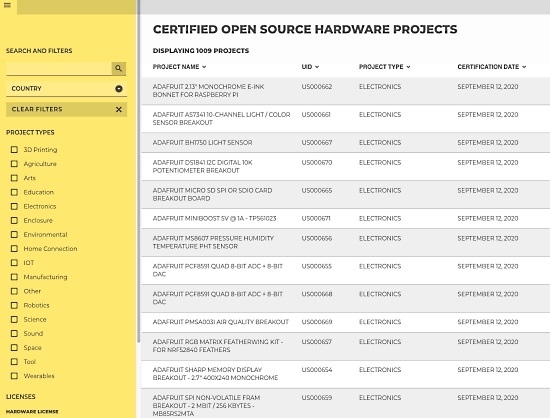 CERTIFIED OPEN SOURCE HARDWARE PROJECTS
SEARCH AND FILTERS
COUNTRY
CLEAR FILTERS
PROJECT TYPES
3D Printing
Agriculture
Arts
Education
Electronics
Enclosure
Environmental
Home Connection
IOT
Manufacturing
Other
Robotics
Science
Sound
Space
Tool
Wearables
LICENSES
HARDWARE LICENSE
DISPLAYING 1009 PROJECTS
PROJECT NAME UID PROJECT TYPE CERTIFICATION DATE
ADAFRUIT 2.13" MONOCHROME E-INK US000662 ELECTRONICS SEPTEMBER 12, 2020
BONNET FOR RASPBERRY PI
ADAFRUIT AS7341 10-CHANNEL LIGHT / COLOR US000661 ELECTRONICS SEPTEMBER 12, 2020
SENSOR BREAKOUT
ADAFRUIT BH1750 LIGHT SENSOR US000667 ELECTRONICS SEPTEMBER 12, 2020
ADAFRUIT DS1841 I2C DIGITAL 10K US000670 ELECTRONICS SEPTEMBER 12, 2020
POTENTIOMETER BREAKOUT
ADAFRUIT MICRO SD SPI OR SDIO CARD US000665 ELECTRONICS SEPTEMBER 12, 2020
BREAKOUT BOARD
ADAFRUIT MINIBOOST 5V @ 1A - TPS61023 US000671 ELECTRONICS SEPTEMBER 12, 2020
ADAFRUIT MS8607 PRESSURE HUMIDITY US000656 ELECTRONICS SEPTEMBER 12, 2020
TEMPERATURE PHT SENSOR
ADAFRUIT PCF8591 QUAD 8-BIT ADC + 8-BIT US000655 ELECTRONICS SEPTEMBER 12, 2020
DAC
ADAFRUIT PCF8591 QUAD 8-BIT ADC + 8-BIT US000668 ELECTRONICS SEPTEMBER 12, 2020
DAC
ADAFRUIT PMSA003I AIR QUALITY BREAKOUT US000669 ELECTRONICS SEPTEMBER 12, 2020
ADAFRUIT RGB MATRIX FEATHERWING KIT - US000657 ELECTRONICS SEPTEMBER 12, 2020
FOR NRF52840 FEATHERS
ADAFRUIT SHARP MEMORY DISPLAY US000654 ELECTRONICS SEPTEMBER 12, 2020
BREAKOUT - 2.7" 400X240 MONOCHROME
ADAFRUIT SPI NON-VOLATILE FRAM US000659 ELECTRONICS SEPTEMBER 12, 2020
BREAKOUT - 2 MBIT / 256 KBYTES -
MB85RS2MTA